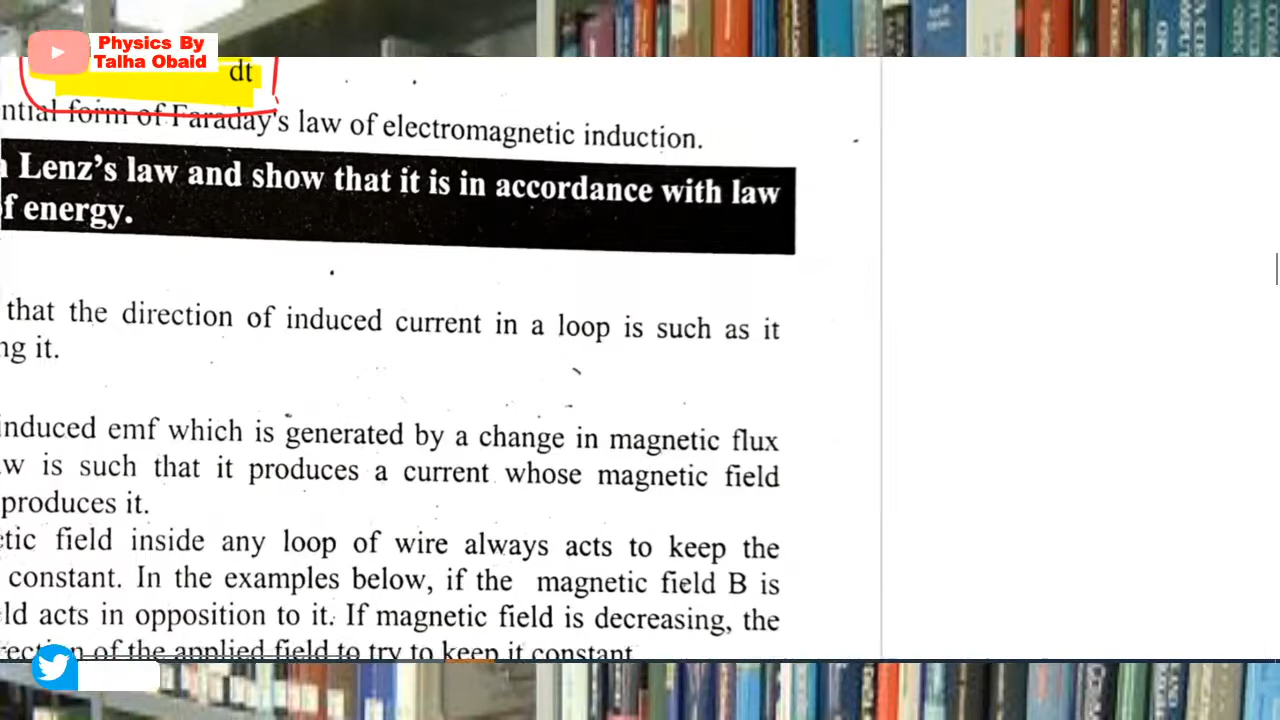 Physics By
Talha Obaid
dt
ntial form of Faraday's law of electromagnetic induction.
Lenz's law and show that it is in accordance with law
f energy.
that the direction of induced current in a loop is such as it
ng it.
induced emf which is generated by a change in magnetic flux
w is such that it produces a current whose magnetic field
produces it.
tic field inside any loop of wire always acts to keep the
constant. In the examples below, if the magnetic field B is
ld acts in opposition to it. If magnetic field is decreasing, the
of the applied field to try to keep it constant